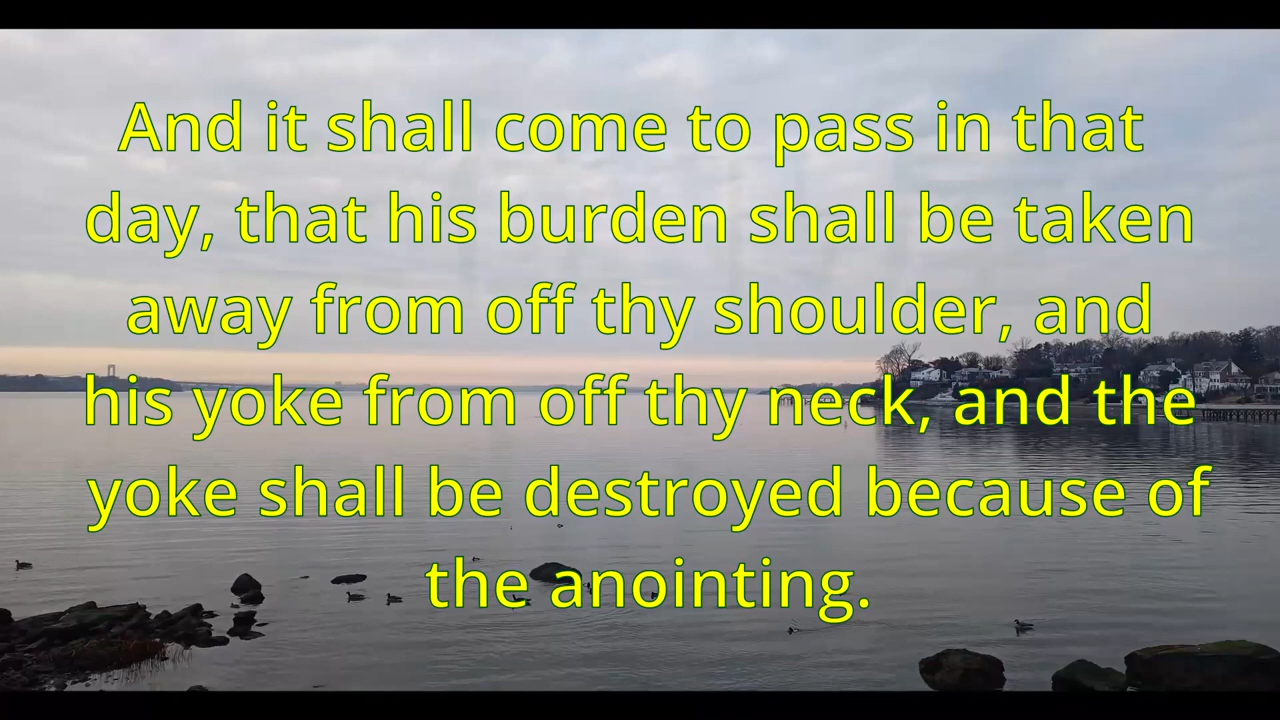 And it shall come to pass in that
day, that his burden shall be taken
away from off thy shoulder, and
his yoke from off thy neck, and the
yoke shall be destroyed because of
the anointing.